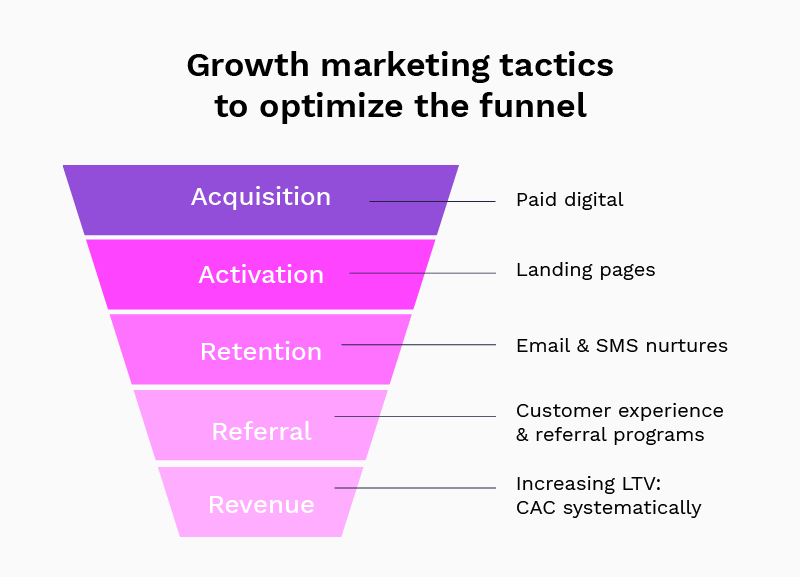 Growth marketing tactics
to optimize the funnel
Acquisition
Paid digital
Activation
Landing pages
Retention
Email & SMS nurtures
Referral
Customer experience
& referral programs
Revenue
Increasing LTV:
CAC systematically